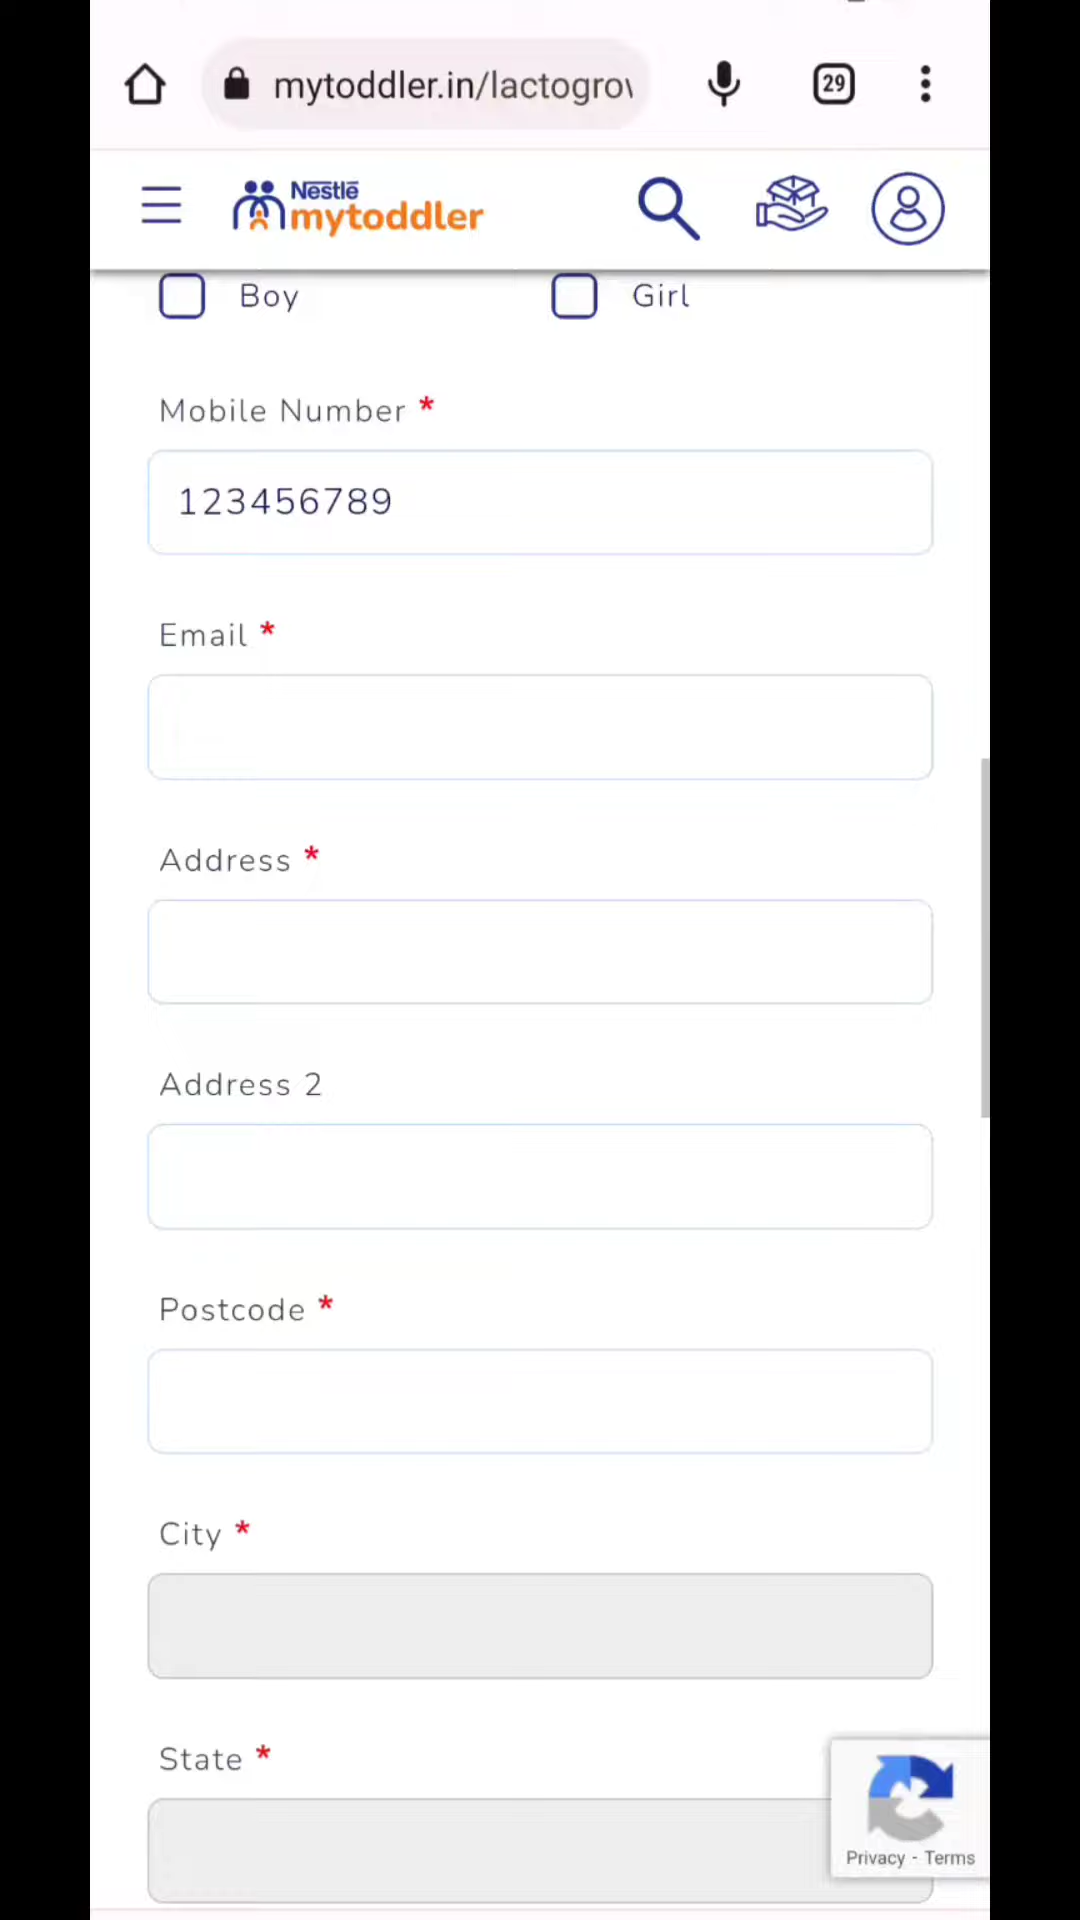 mytoddler.in/lactogro
29
Nestlē
mytoddler
Boy
Girl
Mobile Number *
123456789
Email *
Address *
Address 2
Postcode *
City *
State *
Privacy - Terms